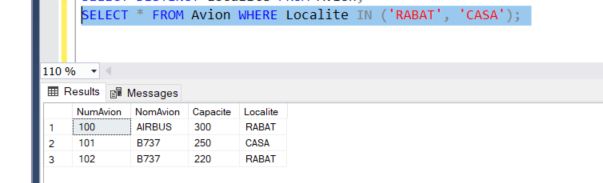 SELECT * FROM Avion WHERE Localite IN ('RABAT', 'CASA');
110 %
Results Messages
NumAvion NomAvion Capacite Localite
1 100 AIRBUS 300 RABAT
2 101 B737 250 CASA
3 102 B737 220 RABAT